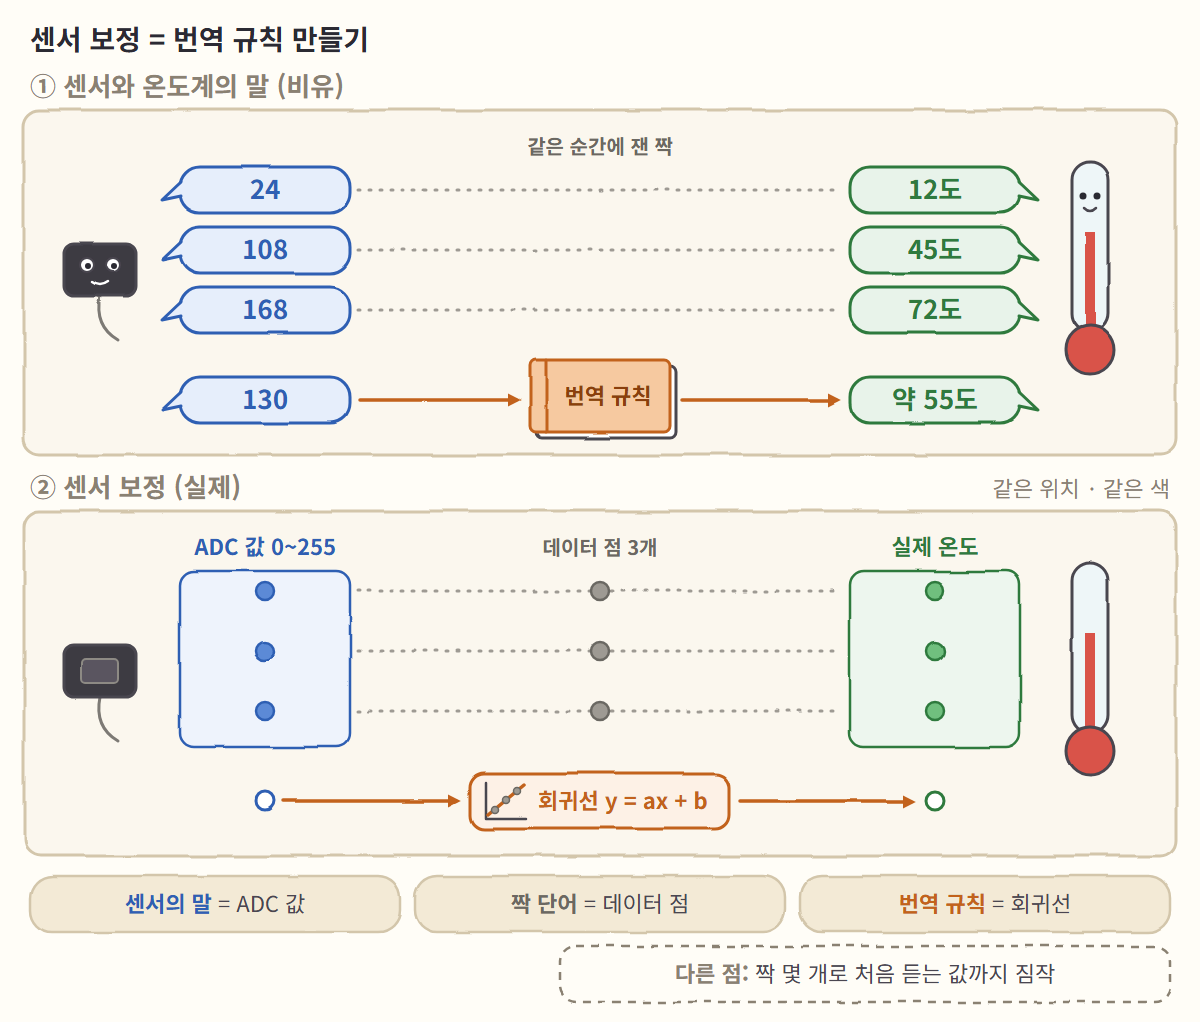 센서 보정 = 번역 규칙 만들기
① 센서와 온도계의 말 (비유)
같은 순간에 잰 짝
24
12도
108
45도
168
72도
130
번역 규칙
약 55도
② 센서 보정 (실제)
같은 위치 · 같은 색
ADC 값 0~255
데이터 점 3개
실제 온도
회귀선 y = ax + b
센서의 말 = ADC 값
짝 단어 = 데이터 점
번역 규칙 = 회귀선
다른 점: 짝 몇 개로 처음 듣는 값까지 짐작